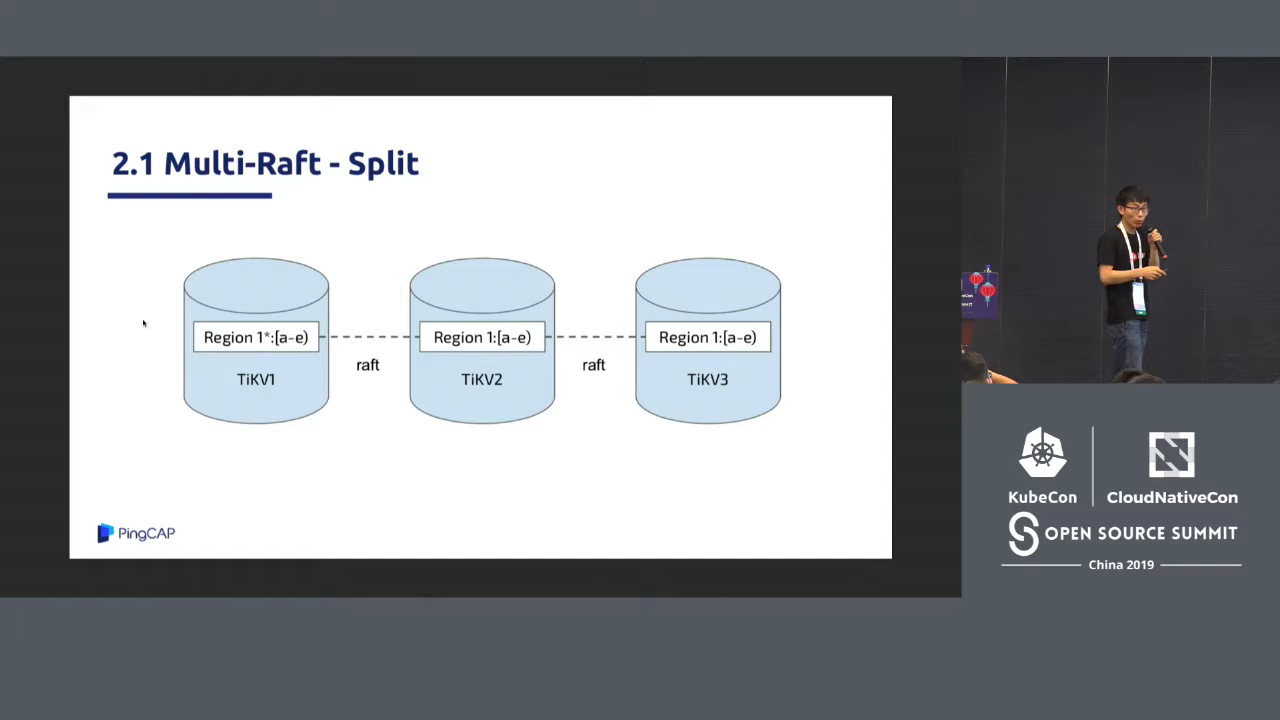 2.1 Multi-Raft - Split
Region 1*:[a-e)
Region 1:[a-e)
Region 1:[a-e)
raft
raft
TiKV1
TiKV2
TiKV3
PingCAP
KubeCon
CloudNativeCon
OPEN SOURCE SUMMIT
China 2019